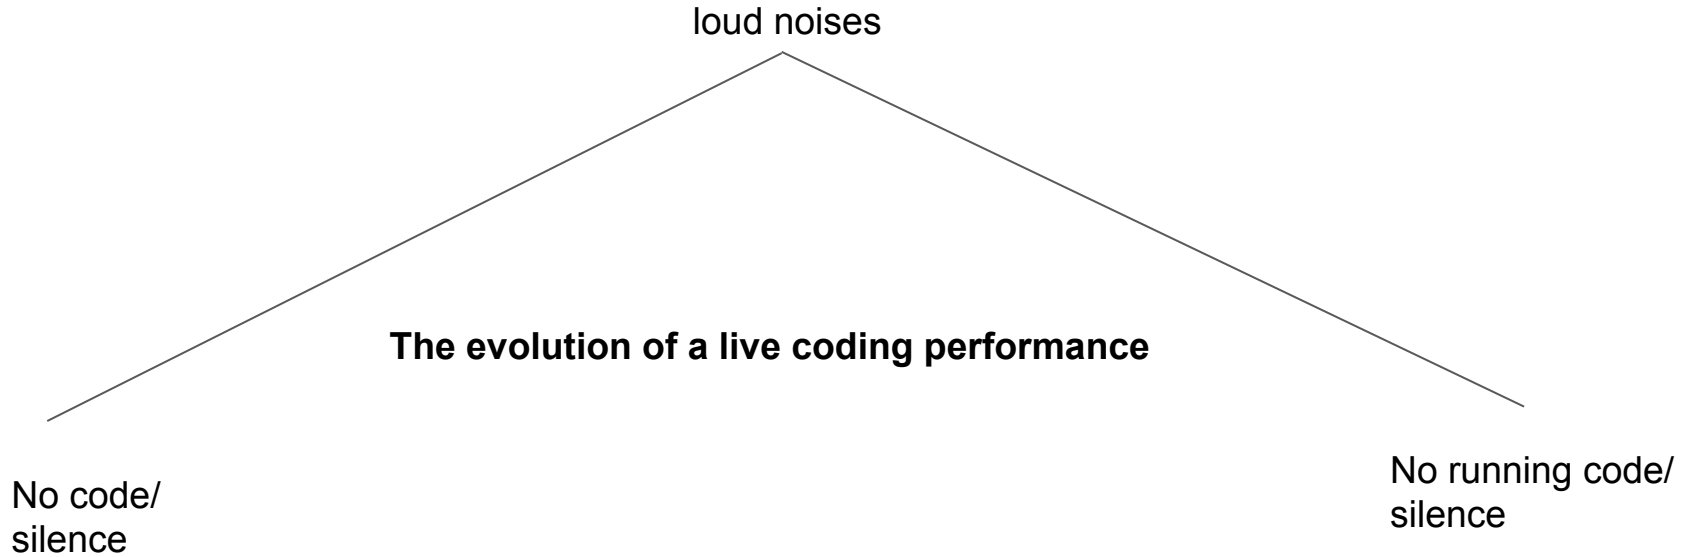 loud noises
The evolution of a live coding performance
No running code/
silence
No code/
silence